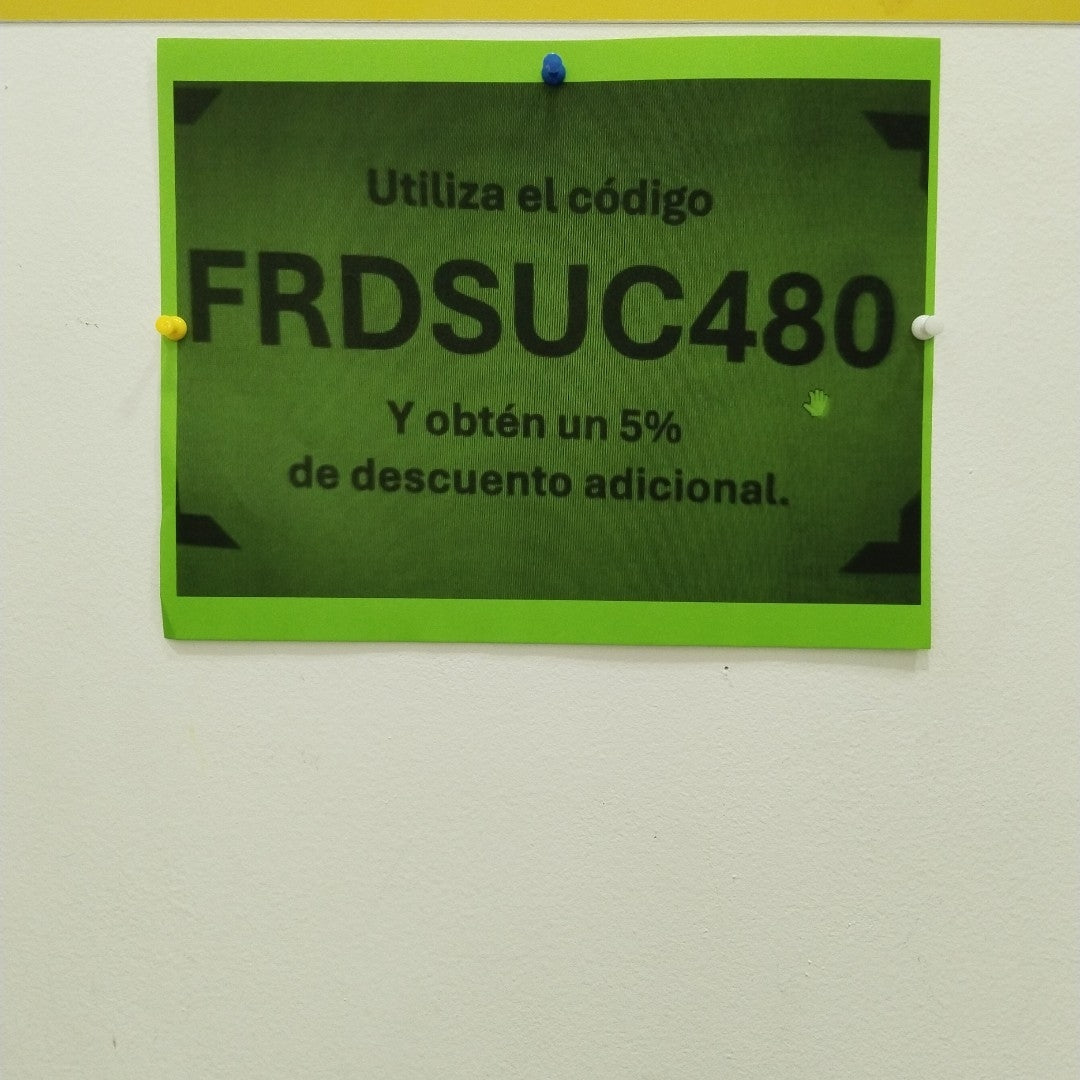 Utiliza el código
FRDSUC480
Y obtén un 5%
de descuento adicional.